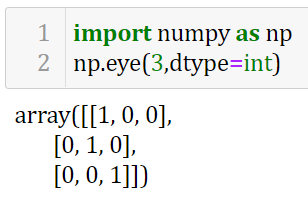 1 import numpy as np
2 np.eye(3,dtype=int)
array([[1, 0, 0],
[0, 1, 0],
[0, 0, 1]])